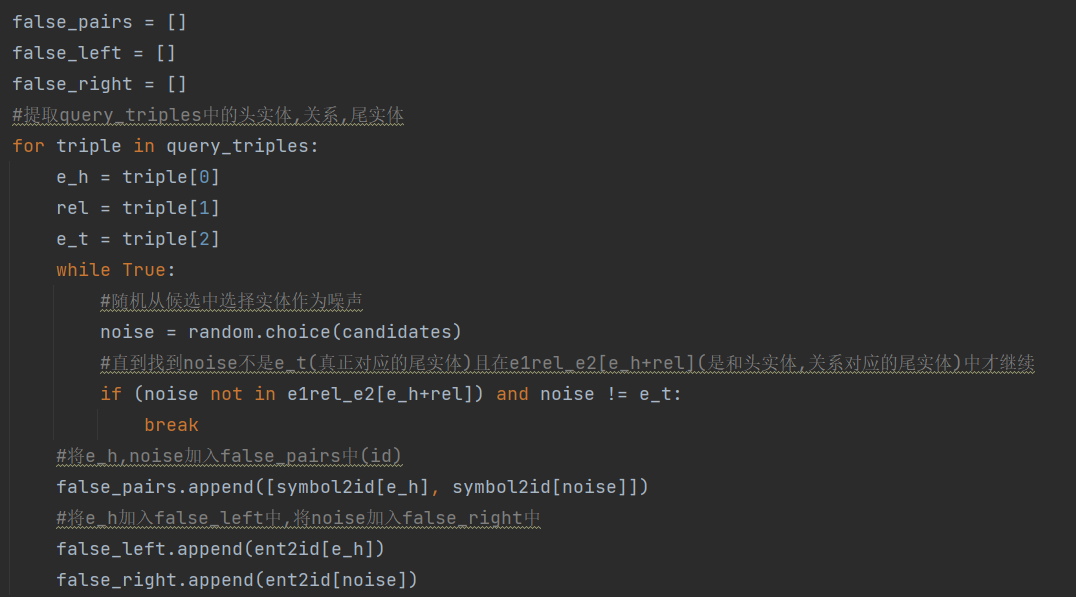 false_pairs = []
false_left = []
false_right = []
#提取query_triples中的头实体,关系,尾实体
for triple in query_triples:
    e_h = triple[0]
    rel = triple[1]
    e_t = triple[2]
    while True:
        #随机从候选中选择实体作为噪声
        noise = random.choice(candidates)
        #直到找到noise不是e_t(真正对应的尾实体)且在e1rel_e2[e_h+rel](是和头实体,关系对应的尾实体)中才继续
        if (noise not in e1rel_e2[e_h+rel]) and noise != e_t:
            break
    #将e_h,noise加入false_pairs中(id)
    false_pairs.append([symbol2id[e_h], symbol2id[noise]])
    #将e_h加入false_left中,将noise加入false_right中
    false_left.append(ent2id[e_h])
    false_right.append(ent2id[noise])